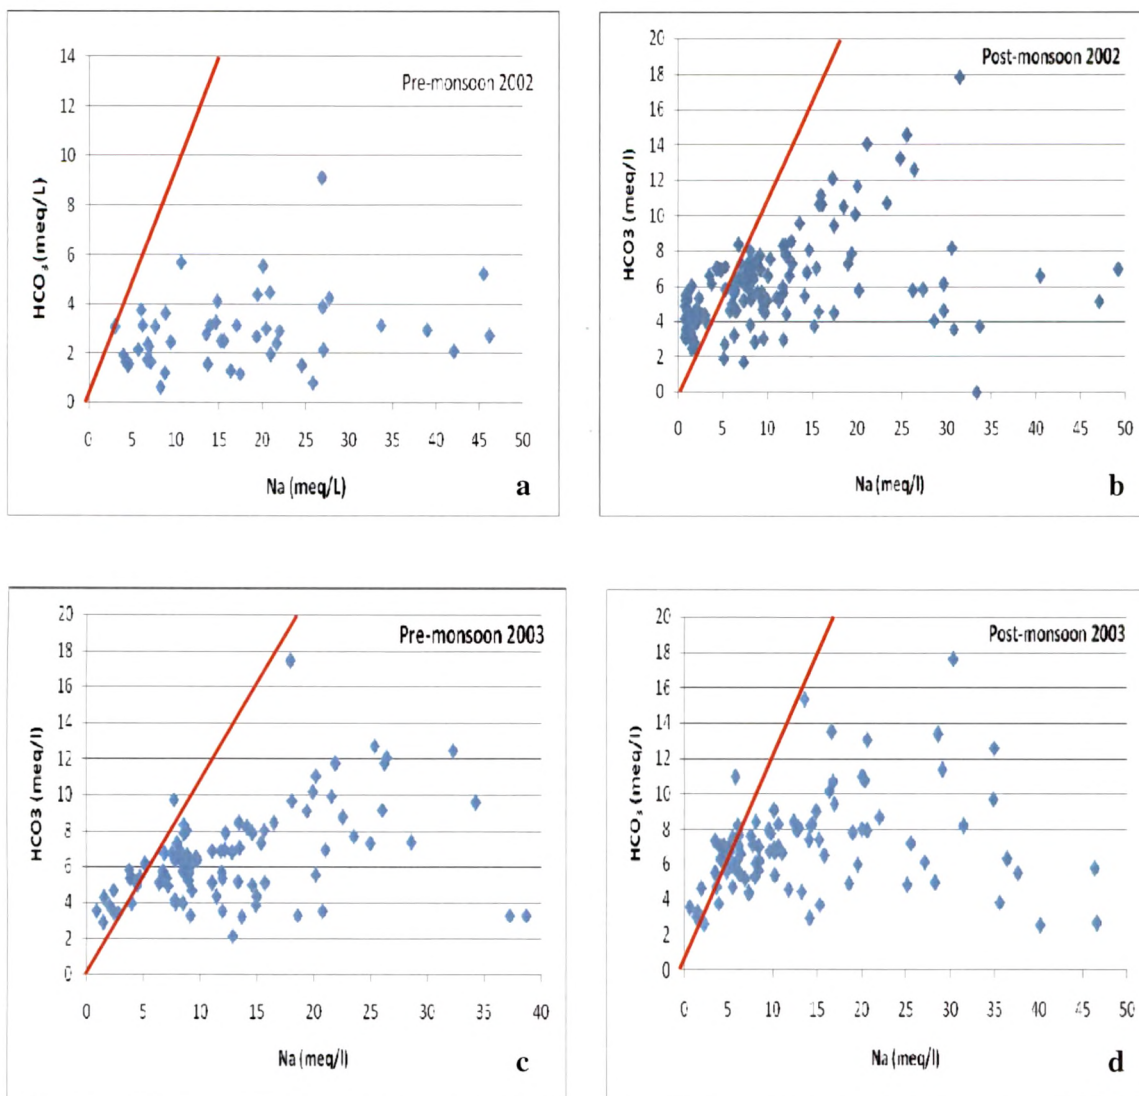 14
12
10
8
6
4
2
0
HCO₃ (meq/L)
Pre-monsoon 2002
0 5 10 15 20 25 30 35 40 45 50
Na (meq/L)
a
20
18
16
14
12
10
8
6
4
2
0
HCO3 (meq/l)
Post-monsoon 2002
0 5 10 15 20 25 30 35 40 45 50
Na (meq/l)
b
20
18
16
14
12
10
8
6
4
2
0
HCO3 (meq/l)
Pre-monsoon 2003
0 5 10 15 20 25 30 35 40
Na (meq/l)
c
20
18
16
14
12
10
8
6
4
2
0
HCO₃ (meq/l)
Post-monsoon 2003
0 5 10 15 20 25 30 35 40 45 50
Na (meq/l)
d